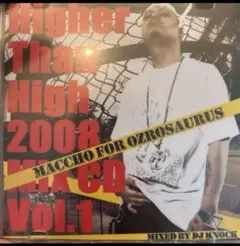 Higher
Than
High
2008
Mix CD
Vol.1
MACCHO FOR OZROSAURUS
MIXED BY DJ KNOCK